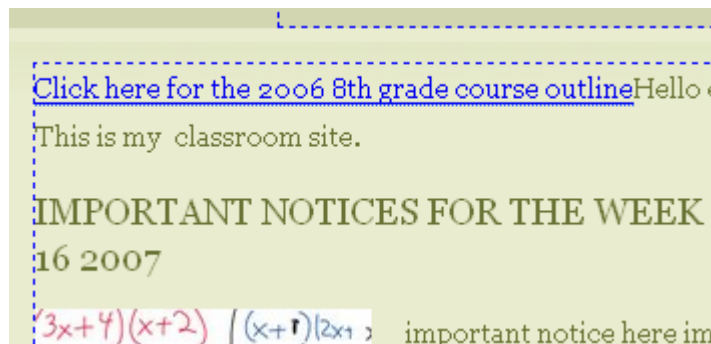 Click here for the 2006 8th grade course outlineHello
This is my classroom site.
IMPORTANT NOTICES FOR THE WEEK
16 2007
(3x+4)(x+2) (x+1)(2x+
important notice here im